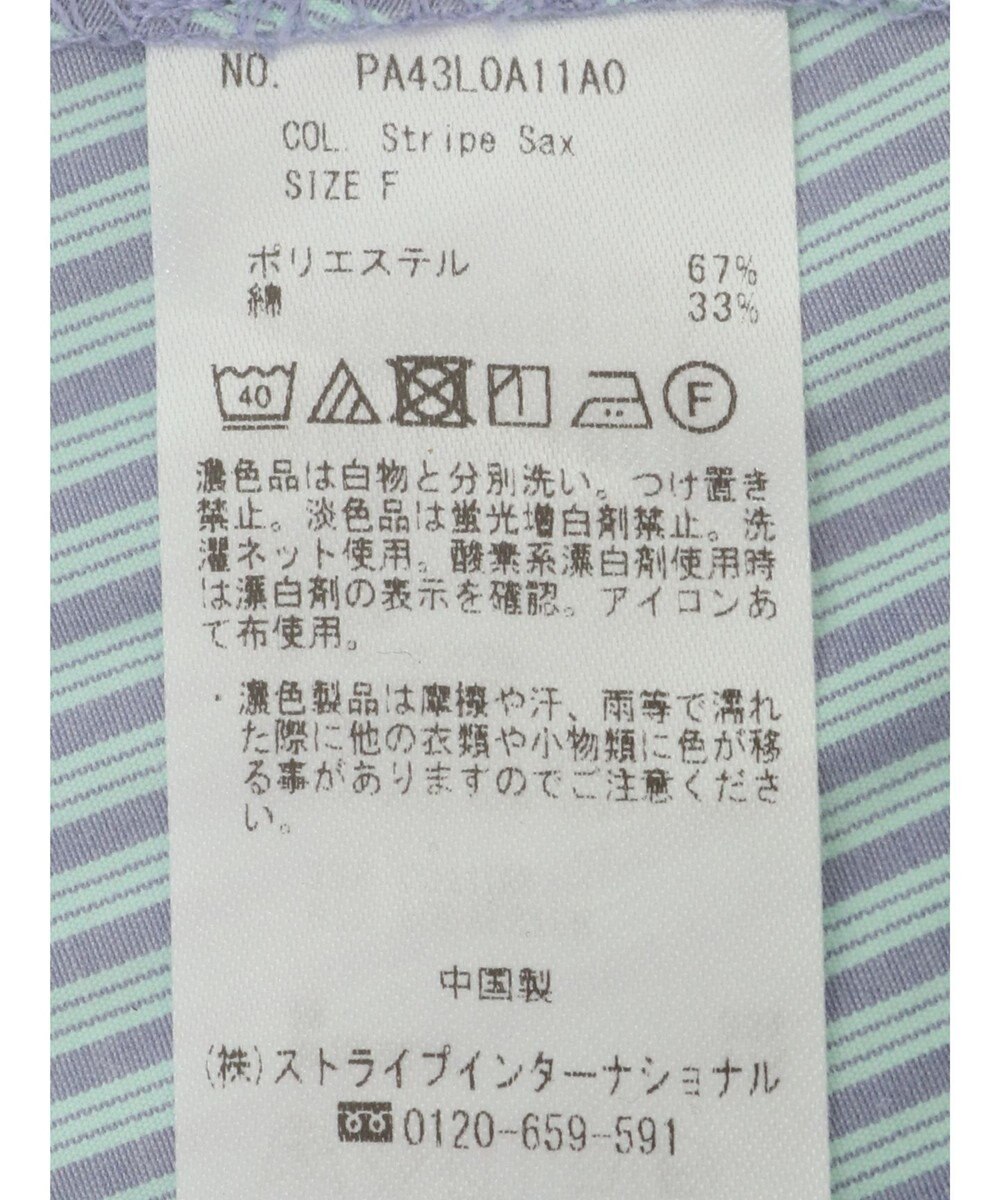 NO. PA43L0A11A0
COL. Stripe Sax
SIZE F
ポリエステル 67%
綿 33%
40 F
濃色品は白物と分別洗い。つけ置き
禁止。淡色品は蛍光増白剤禁止。洗
濯ネット使用。酸素系漂白剤使用時
は漂白剤の表示を確認。アイロンあ
て布使用。
・濃色製品は摩擦や汗、雨等で濡れ
た際に他の衣類や小物類に色が移
る事がありますのでご注意くださ
い。
中国製
(株)ストライプインターナショナル
0120-659-591